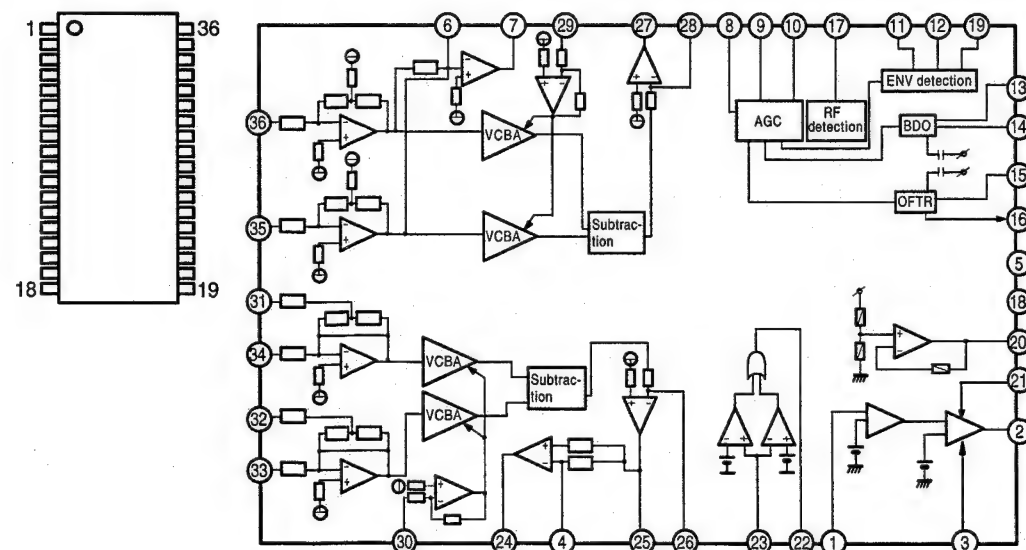 1
36
18
19
6
7
29
27
28
8
9
10
17
11
12
19
36
35
31
34
32
33
VCBA
VCBA
Subtrac-
tion
AGC
RF
detection
ENV detection
BDO
OFTR
13
14
15
16
5
18
20
21
2
VCBA
VCBA
Subtraction
tion
30
24
4
25
26
23
22
1
3